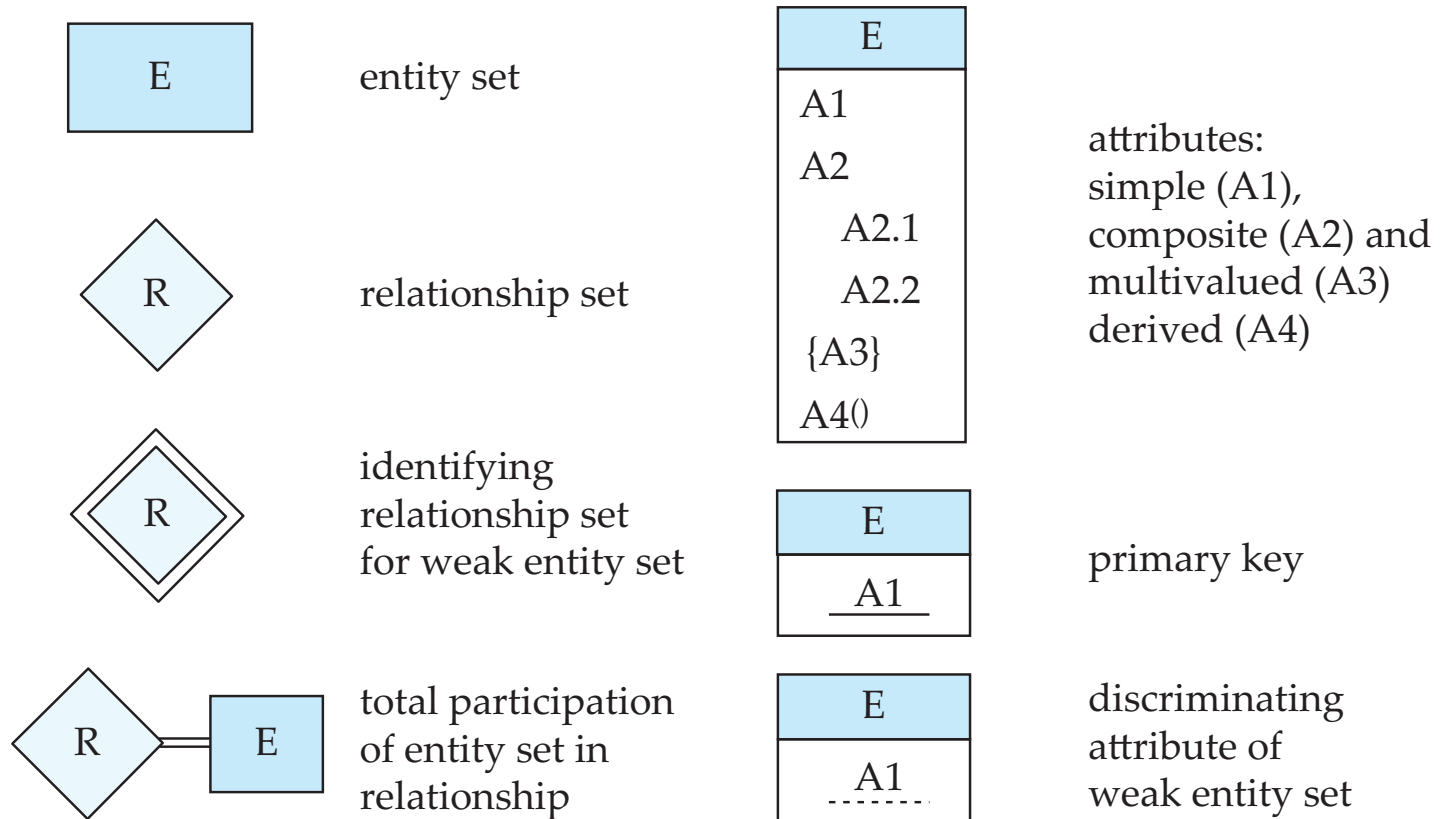 E
entity set
R
relationship set
R
identifying
relationship set
for weak entity set
R
E
total participation
of entity set in
relationship
E
A1
A2
A2.1
A2.2
{A3}
A4()
attributes:
simple (A1),
composite (A2) and
multivalued (A3)
derived (A4)
E
A1
primary key
E
A1
discriminating
attribute of
weak entity set